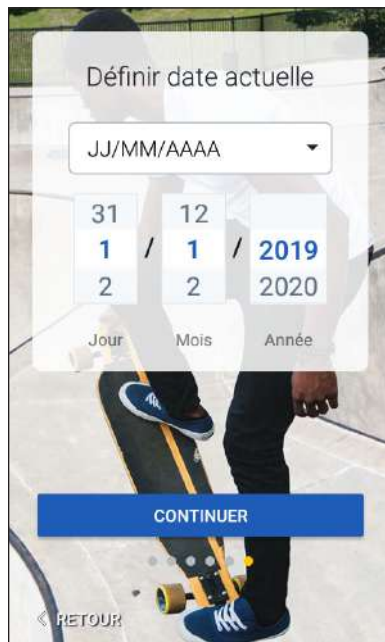 Définir date actuelle
JJ/MM/AAAA
31 12
1 / 1 / 2019
2 2 2020
Jour Mois Année
CONTINUER
RETOUR